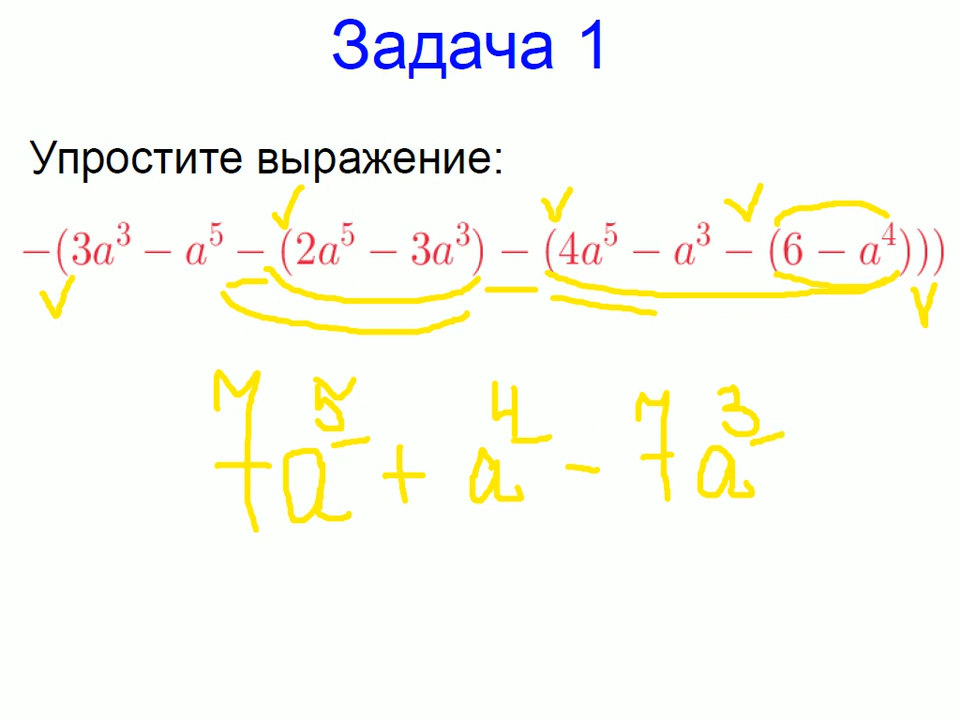 Задача 1
Упростите выражение:
−(3a³ − a⁵ − (2a⁵ − 3a³) − (4a⁵ − a³ − (6 − a⁴)))
7a⁵ + a⁴ − 7a³